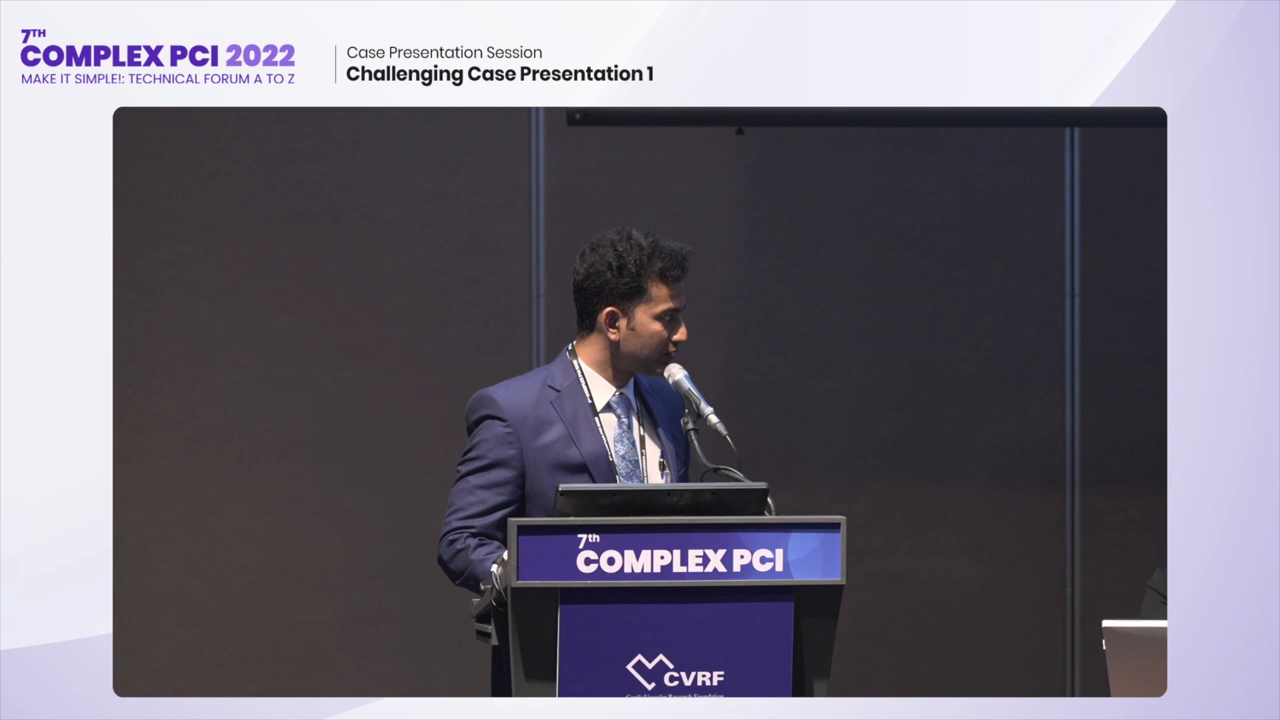 7TH
COMPLEX PCI 2022
MAKE IT SIMPLE!: TECHNICAL FORUM A TO Z
Case Presentation Session
Challenging Case Presentation 1
7th
COMPLEX PCI
CVRF